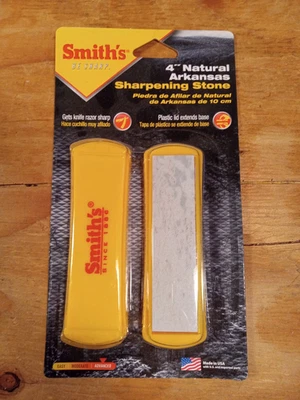 Smith's
4" Natural
Arkansas
Sharpening Stone
Piedra de Afilar de Natural
de Arkansas de 10 cm
Gets knife razor sharp
Hace cuchillo muy afilado
Plastic lid extends base
Tapa de plastico se extiende de base
Smith's
SINCE 1886
Made in USA